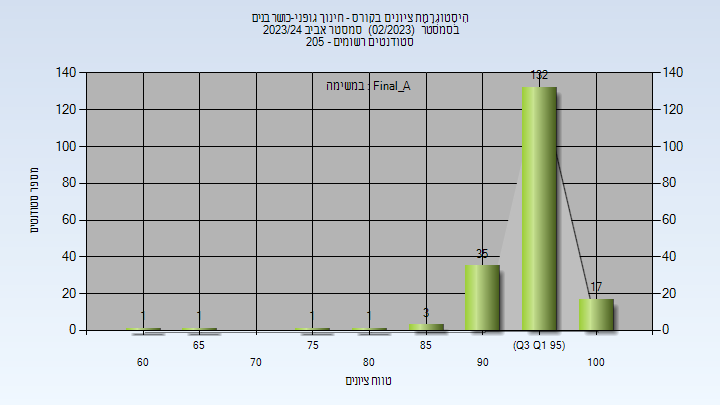 הִיסְטוֹגְרָמַת ציונים בקורס - חינוך גופני-כושר בנים
בסמסטר (02/2023) סמסטר אביב 2023/24
סטודנטים רשומים - 205
במשימה : Final_A
מספר סטודנטים
140 140
120 120
100 100
80 80
60 60
40 40
20 20
0 0
1 1 1 1 3 35 132 17
60 65 70 75 80 85 90 (Q3 Q1 95) 100
טווח ציונים